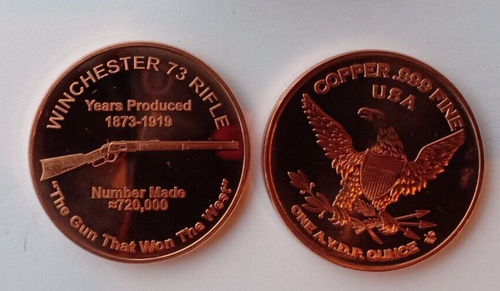 WINCHESTER 73 RIFLE
Years Produced
1873-1919
Number Made
≈720,000
"The Gun That Won The West"
COPPER .999 FINE
USA
ONE A.V.D.P. OUNCE